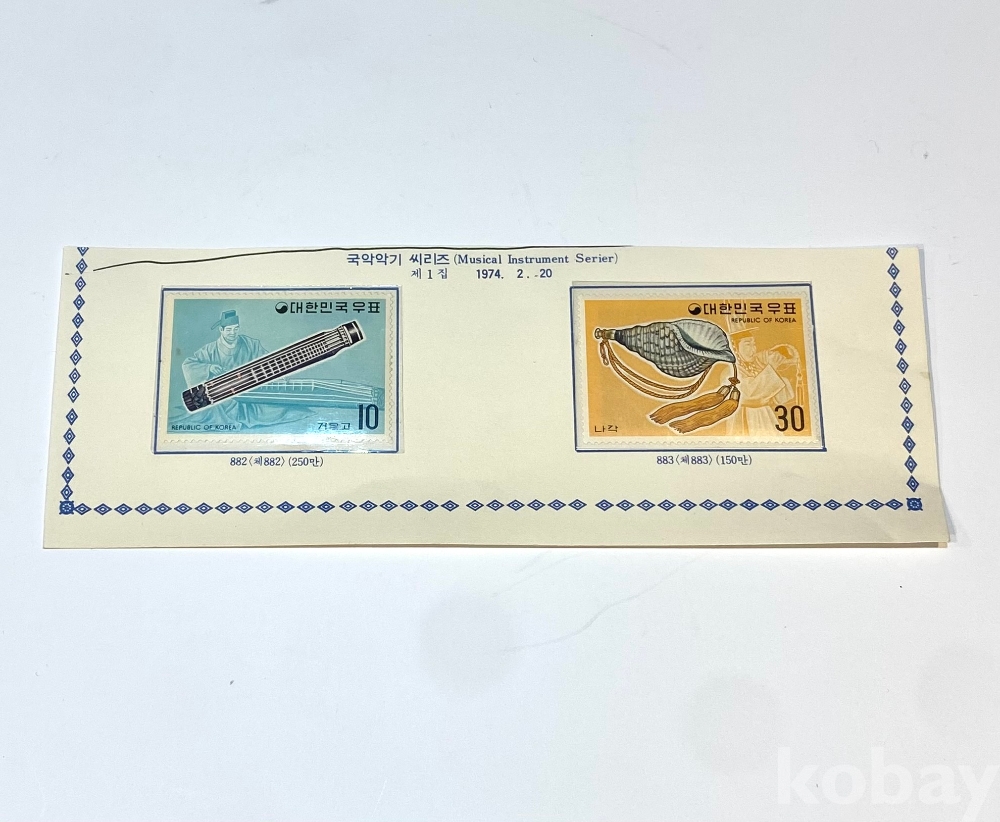 국악악기 씨리즈 (Musical Instrument Serier)
제 1 집 1974. 2. -20
대한민국우표
REPUBLIC OF KOREA
거문고
10
882〈체882〉(250만)
대한민국우표
REPUBLIC OF KOREA
나각
30
883〈체883〉(150만)
kobay